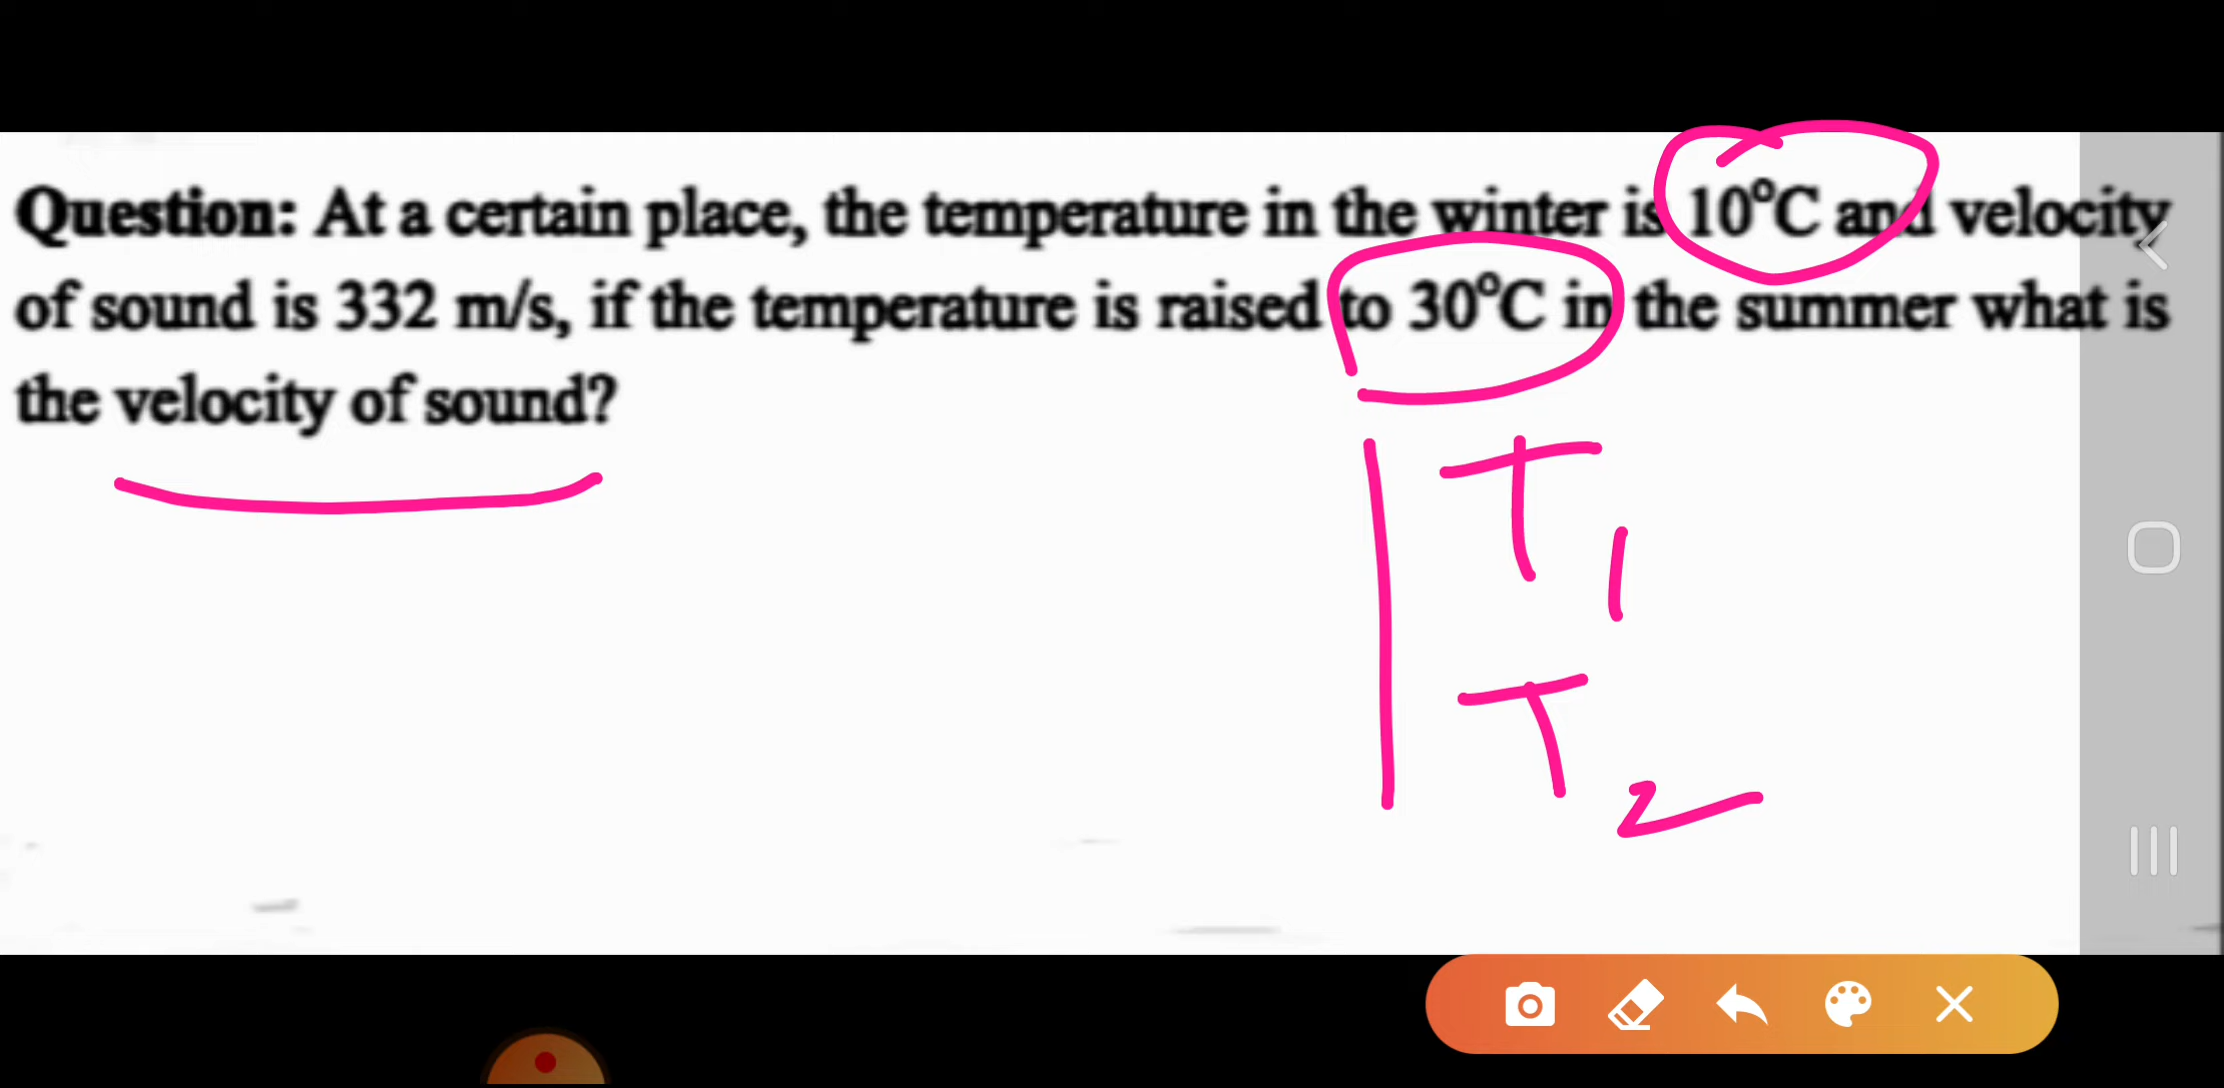 Question: At a certain place, the temperature in the winter is 10°C and velocity
of sound is 332 m/s, if the temperature is raised to 30°C in the summer what is
the velocity of sound?
T1
T2